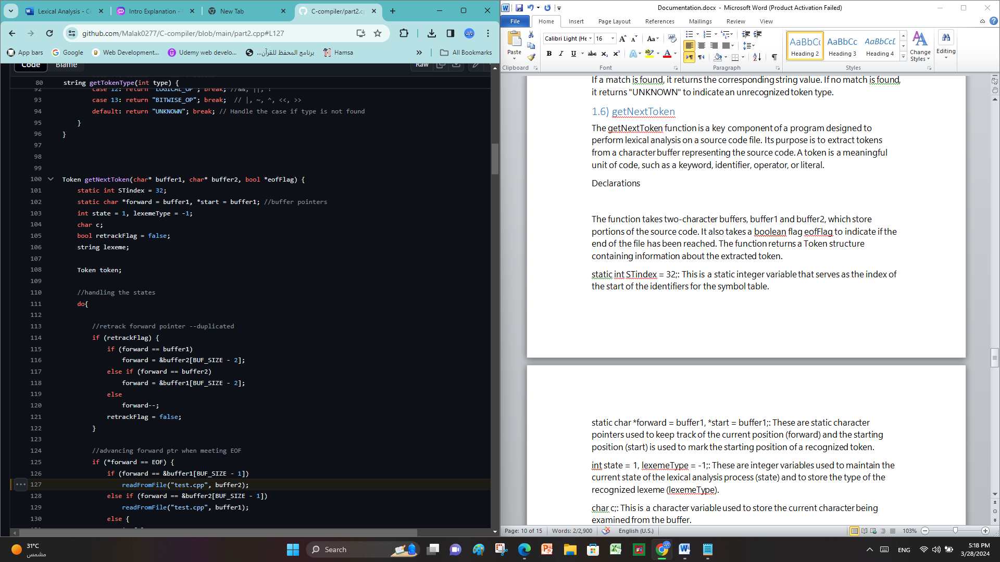 Lexical Analysis - Co
Intro Explanation -
New Tab
C-compiler/part2.cp
github.com/Malak0277/C-compiler/blob/main/part2.cpp#L127
App bars
Google
Web Development...
Udemy web develo...
برنامج المحفظ للقرآن...
Hamsa
All Bookmarks
Code
Blame
Raw
80 string getTokenType(int type) {
92 case 12: return "LOGICAL_OP"; break; //&&, ||, !
93 case 13: return "BITWISE_OP"; break; // |, ~, ^, <<, >>
94 default: return "UNKNOWN"; break; // Handle the case if type is not found
95 }
96 }
97
98
99
100 Token getNextToken(char* buffer1, char* buffer2, bool *eofFlag) {
101 static int STindex = 32;
102 static char *forward = buffer1, *start = buffer1; //buffer pointers
103 int state = 1, lexemeType = -1;
104 char c;
105 bool retrackFlag = false;
106 string lexeme;
107
108 Token token;
109
110 //handling the states
111 do{
112
113 //retrack forward pointer --duplicated
114 if (retrackFlag) {
115 if (forward == buffer1)
116 forward = &buffer2[BUF_SIZE - 2];
117 else if (forward == buffer2)
118 forward = &buffer1[BUF_SIZE - 2];
119 else
120 forward--;
121 retrackFlag = false;
122 }
123
124 //advancing forward ptr when meeting EOF
125 if (*forward == EOF) {
126 if (forward == &buffer1[BUF_SIZE - 1])
127 readFromFile("test.cpp", buffer2);
128 else if (forward == &buffer2[BUF_SIZE - 1])
129 readFromFile("test.cpp", buffer1);
130 else {
Documentation.docx - Microsoft Word (Product Activation Failed)
File
Home
Insert
Page Layout
References
Mailings
Review
View
Paste
Clipboard
Calibri Light (He
16
Font
Paragraph
AaBbCc
Heading 2
AaBbCc
Heading 3
AaBbCcL
Heading 4
Change Styles
Styles
Editing
If a match is found, it returns the corresponding string value. If no match is found,
it returns "UNKNOWN" to indicate an unrecognized token type.
1.6) getNextToken
The getNextToken function is a key component of a program designed to
perform lexical analysis on a source code file. Its purpose is to extract tokens
from a character buffer representing the source code. A token is a meaningful
unit of code, such as a keyword, identifier, operator, or literal.
Declarations
The function takes two-character buffers, buffer1 and buffer2, which store
portions of the source code. It also takes a boolean flag eofFlag to indicate if the
end of the file has been reached. The function returns a Token structure
containing information about the extracted token.
static int STindex = 32;: This is a static integer variable that serves as the index of
the start of the identifiers for the symbol table.
static char *forward = buffer1, *start = buffer1;: These are static character
pointers used to keep track of the current position (forward) and the starting
position (start) is used to mark the starting position of a recognized token.
int state = 1, lexemeType = -1;: These are integer variables used to maintain the
current state of the lexical analysis process (state) and to store the type of the
recognized lexeme (lexemeType).
char c;: This is a character variable used to store the current character being
examined from the buffer.
Page: 10 of 15
Words: 2/2,900
English (U.S.)
103%
31°C
مشمس
Search
ENG
5:18 PM
3/28/2024